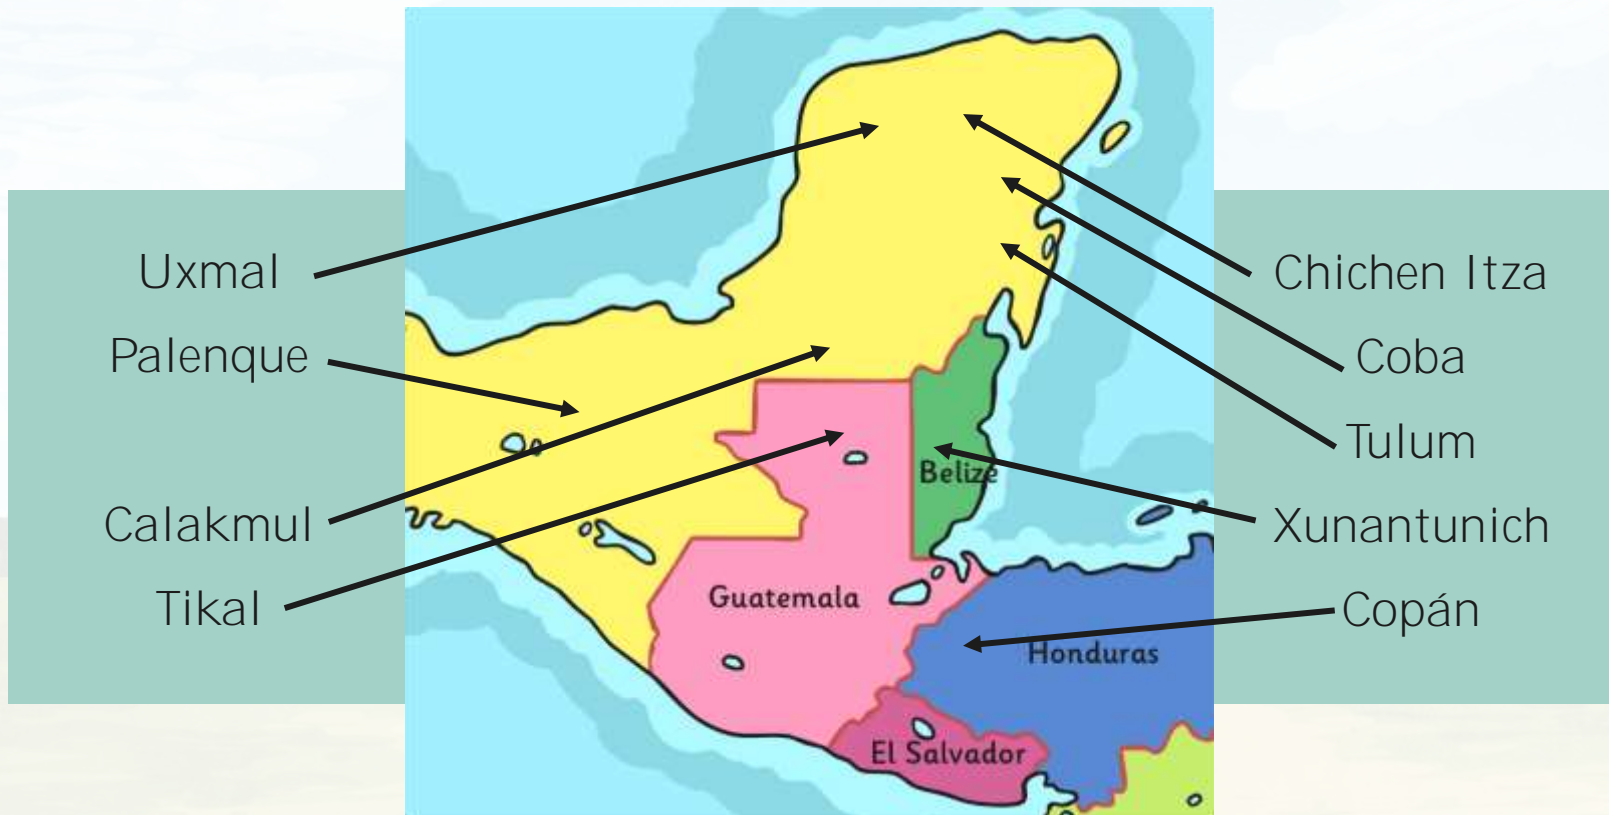 Uxmal
Palenque
Calakmul
Tikal
Belize
Guatemala
Honduras
El Salvador
Chichen Itza
Coba
Tulum
Xunantunich
Copán